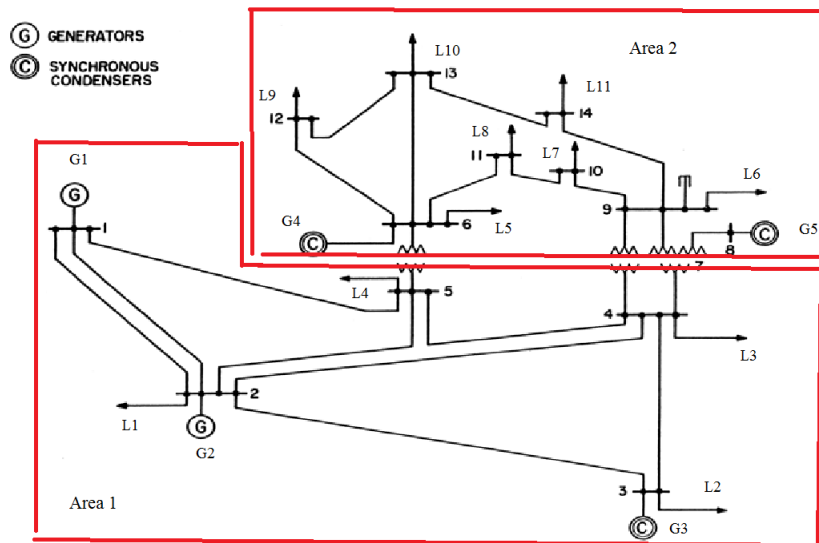 G GENERATORS
C SYNCHRONOUS
CONDENSERS
L10
Area 2
13
L9
L11
12
14
L8
L7
11
10
G1
L6
G
9
G4
6
L5
G5
1
C
C
8
7
L4
5
4
L3
2
L1
G
G2
L2
3
Area 1
C
G3